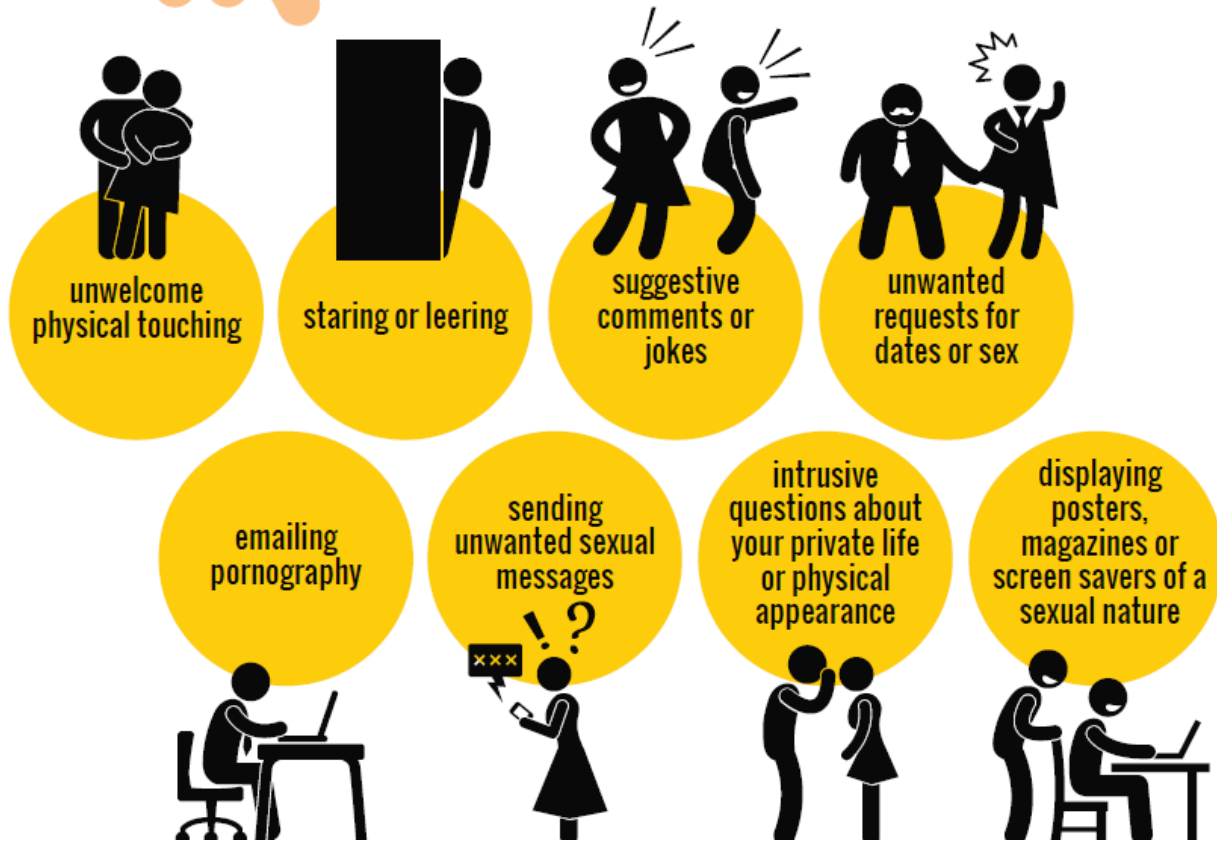 unwelcome
physical touching
staring or leering
suggestive
comments or
jokes
unwanted
requests for
dates or sex
emailing
pornography
sending
unwanted sexual
messages
! ?
xxx
intrusive
questions about
your private life
or physical
appearance
displaying
posters,
magazines or
screen savers of a
sexual nature